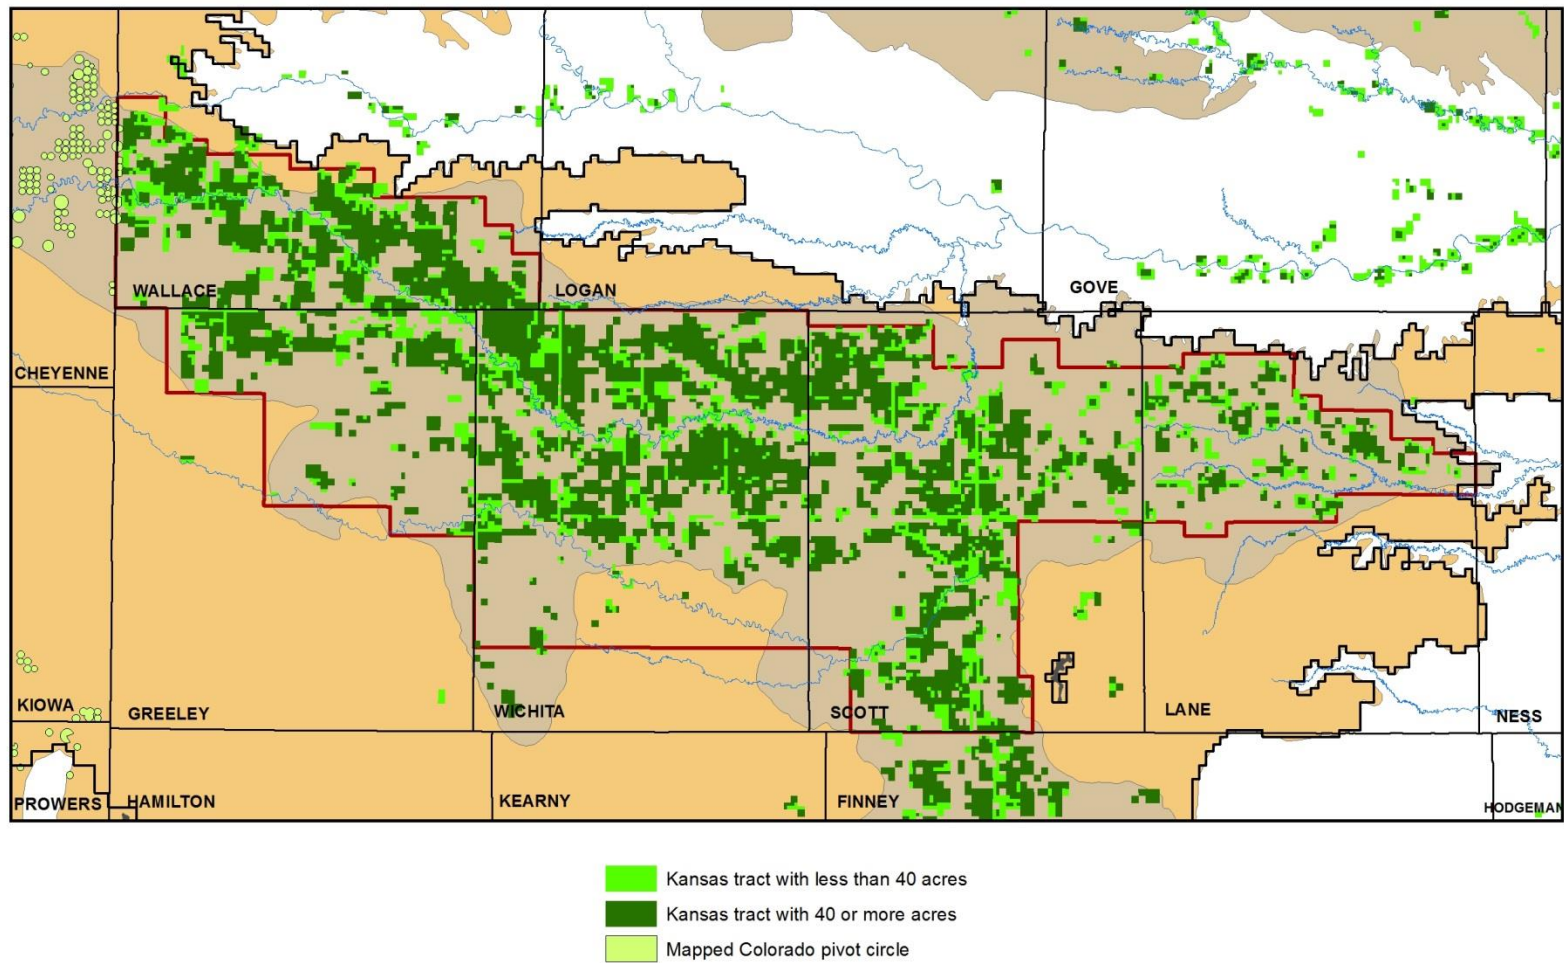 WALLACE
LOGAN
GOVE
CHEYENNE
KIOWA
GREELEY
WICHITA
SCOTT
LANE
NESS
PROWERS
HAMILTON
KEARNY
FINNEY
HODGEMAN
Kansas tract with less than 40 acres
Kansas tract with 40 or more acres
Mapped Colorado pivot circle